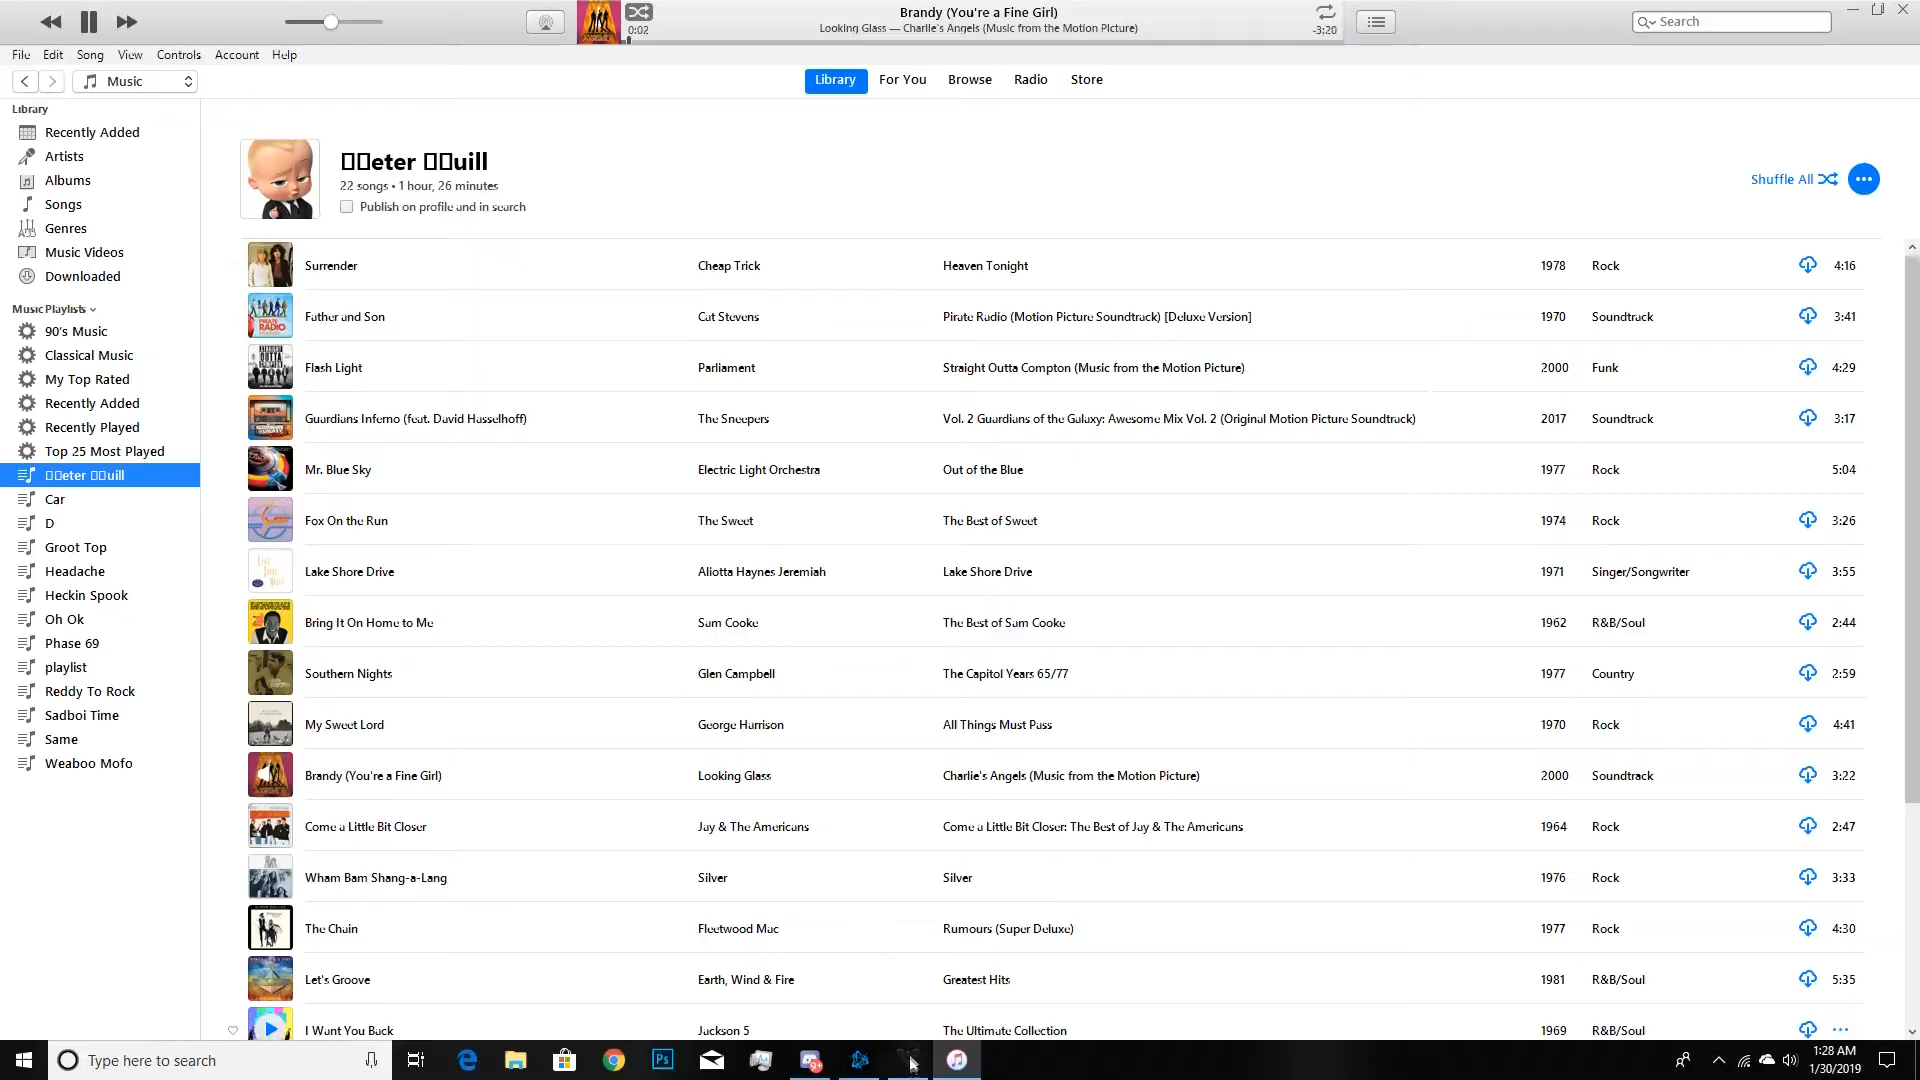 0:02
Brandy (You're a Fine Girl)
Looking Glass — Charlie's Angels (Music from the Motion Picture)
-3:20
Search
File Edit Song View Controls Account Help
Music
Library For You Browse Radio Store
Library
Recently Added
Artists
Albums
Songs
Genres
Music Videos
Downloaded
Music Playlists
90's Music
Classical Music
My Top Rated
Recently Added
Recently Played
Top 25 Most Played
▯▯eter ▯▯uill
Car
D
Groot Top
Headache
Heckin Spook
Oh Ok
Phase 69
playlist
Reddy To Rock
Sadboi Time
Same
Weaboo Mofo
▯▯eter ▯▯uill
22 songs • 1 hour, 26 minutes
Publish on profile and in search
Shuffle All
Surrender Cheap Trick Heaven Tonight 1978 Rock 4:16
Father and Son Cat Stevens Pirate Radio (Motion Picture Soundtrack) [Deluxe Version] 1970 Soundtrack 3:41
Flash Light Parliament Straight Outta Compton (Music from the Motion Picture) 2000 Funk 4:29
Guardians Inferno (feat. David Hasselhoff) The Sneepers Vol. 2 Guardians of the Galaxy: Awesome Mix Vol. 2 (Original Motion Picture Soundtrack) 2017 Soundtrack 3:17
Mr. Blue Sky Electric Light Orchestra Out of the Blue 1977 Rock 5:04
Fox On the Run The Sweet The Best of Sweet 1974 Rock 3:26
Lake Shore Drive Aliotta Haynes Jeremiah Lake Shore Drive 1971 Singer/Songwriter 3:55
Bring It On Home to Me Sam Cooke The Best of Sam Cooke 1962 R&B/Soul 2:44
Southern Nights Glen Campbell The Capitol Years 65/77 1977 Country 2:59
My Sweet Lord George Harrison All Things Must Pass 1970 Rock 4:41
Brandy (You're a Fine Girl) Looking Glass Charlie's Angels (Music from the Motion Picture) 2000 Soundtrack 3:22
Come a Little Bit Closer Jay & The Americans Come a Little Bit Closer: The Best of Jay & The Americans 1964 Rock 2:47
Wham Bam Shang-a-Lang Silver Silver 1976 Rock 3:33
The Chain Fleetwood Mac Rumours (Super Deluxe) 1977 Rock 4:30
Let's Groove Earth, Wind & Fire Greatest Hits 1981 R&B/Soul 5:35
I Want You Back Jackson 5 The Ultimate Collection 1969 R&B/Soul
Type here to search
Ps
9+
1:28 AM
1/30/2019